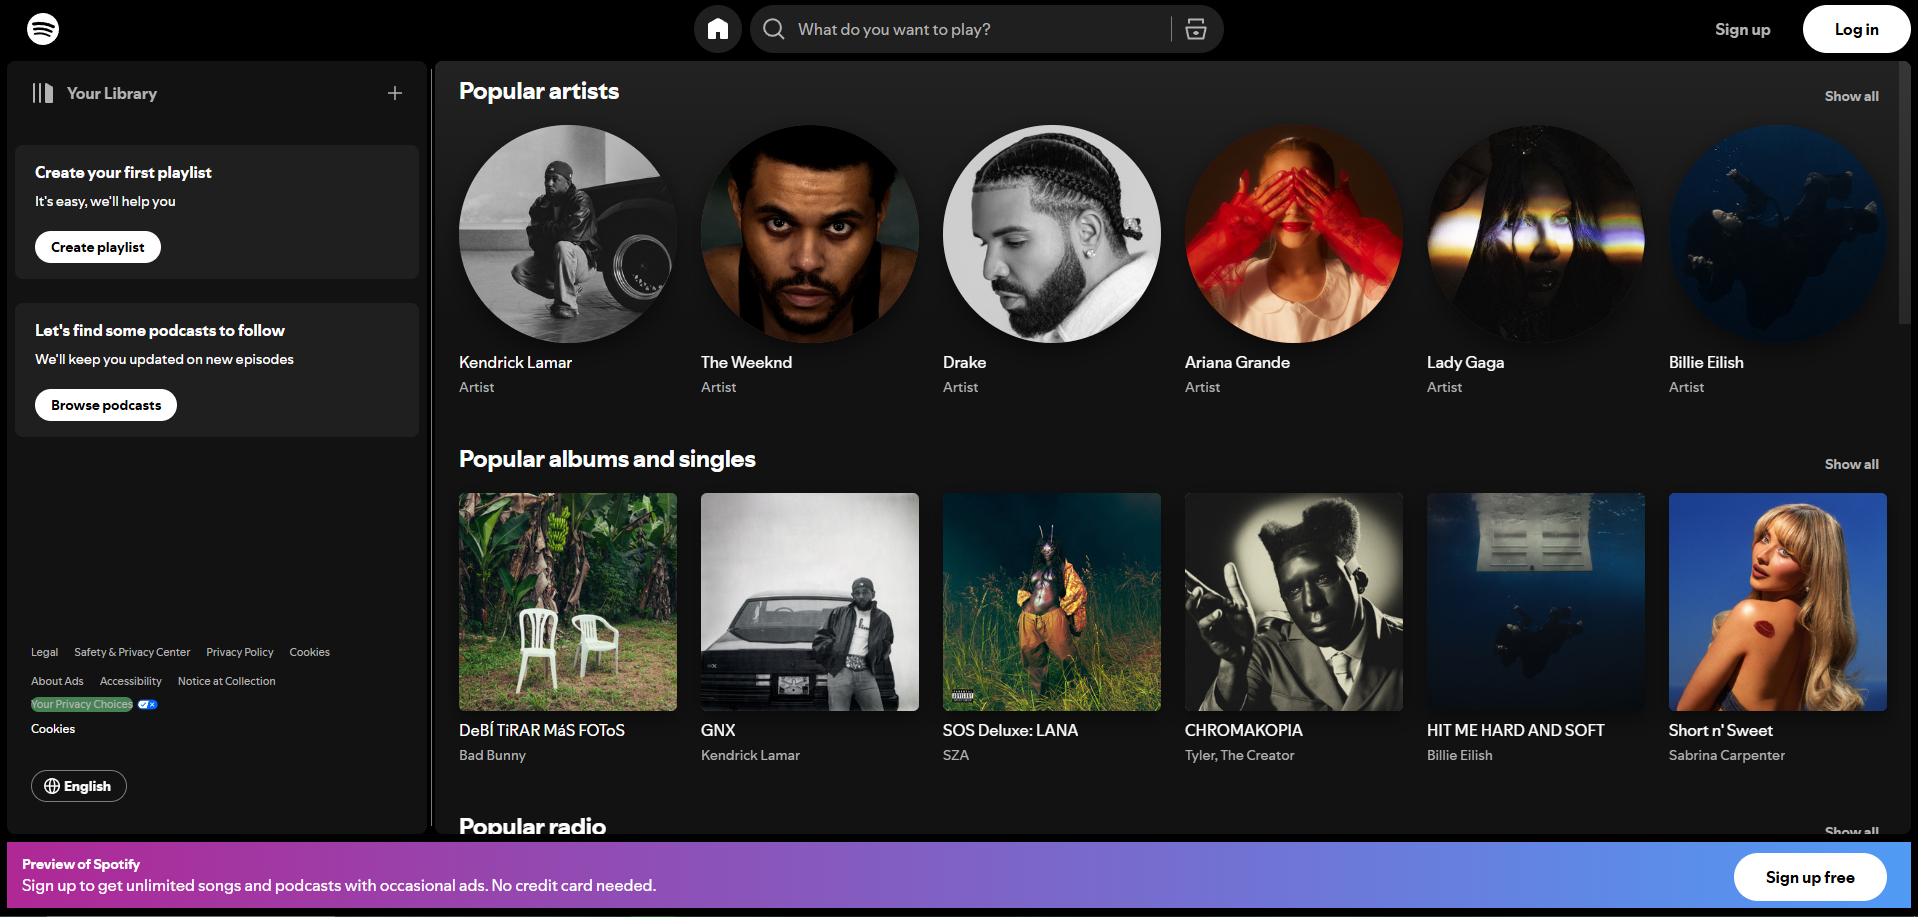 What do you want to play?
Sign up
Log in
Your Library
Create your first playlist
It's easy, we'll help you
Create playlist
Let's find some podcasts to follow
We'll keep you updated on new episodes
Browse podcasts
Legal Safety & Privacy Center Privacy Policy Cookies
About Ads Accessibility Notice at Collection
Your Privacy Choices
Cookies
English
Popular artists
Show all
Kendrick Lamar
Artist
The Weeknd
Artist
Drake
Artist
Ariana Grande
Artist
Lady Gaga
Artist
Billie Eilish
Artist
Popular albums and singles
Show all
DeBÍ TiRAR MáS FOToS
Bad Bunny
GNX
Kendrick Lamar
SOS Deluxe: LANA
SZA
CHROMAKOPIA
Tyler, The Creator
HIT ME HARD AND SOFT
Billie Eilish
Short n' Sweet
Sabrina Carpenter
Popular radio
Show all
Preview of Spotify
Sign up to get unlimited songs and podcasts with occasional ads. No credit card needed.
Sign up free